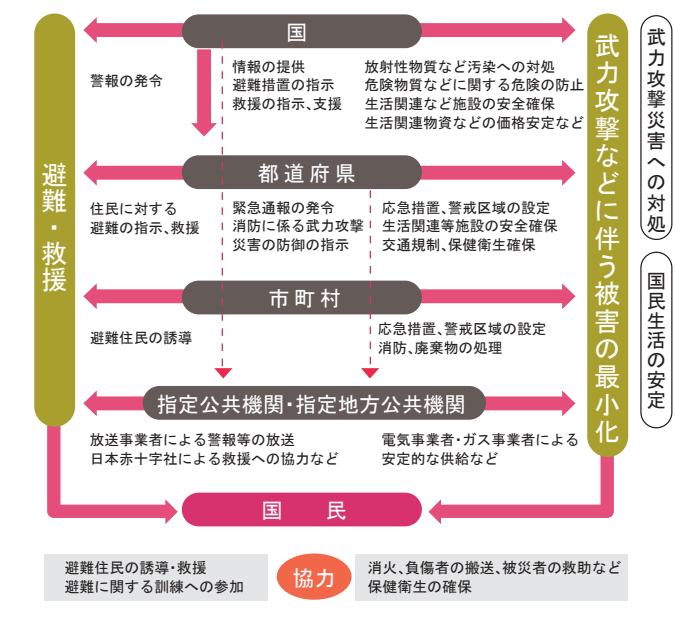 国
警報の発令
情報の提供
避難措置の指示
救援の指示、支援
放射性物質など汚染への対処
危険物質などに関する危険の防止
生活関連など施設の安全確保
生活関連物資などの価格安定など
都道府県
住民に対する
避難の指示、救援
緊急通報の発令
消防に係る武力攻撃
災害の防御の指示
応急措置、警戒区域の設定
生活関連等施設の安全確保
交通規制、保健衛生確保
市町村
避難住民の誘導
応急措置、警戒区域の設定
消防、廃棄物の処理
指定公共機関・指定地方公共機関
放送事業者による警報等の放送
日本赤十字社による救援への協力など
電気事業者・ガス事業者による
安定的な供給など
国民
避難・救援
武力攻撃などに伴う被害の最小化
武力攻撃災害への対処
国民生活の安定
避難住民の誘導・救援
避難に関する訓練への参加
協力
消火、負傷者の搬送、被災者の救助など
保健衛生の確保